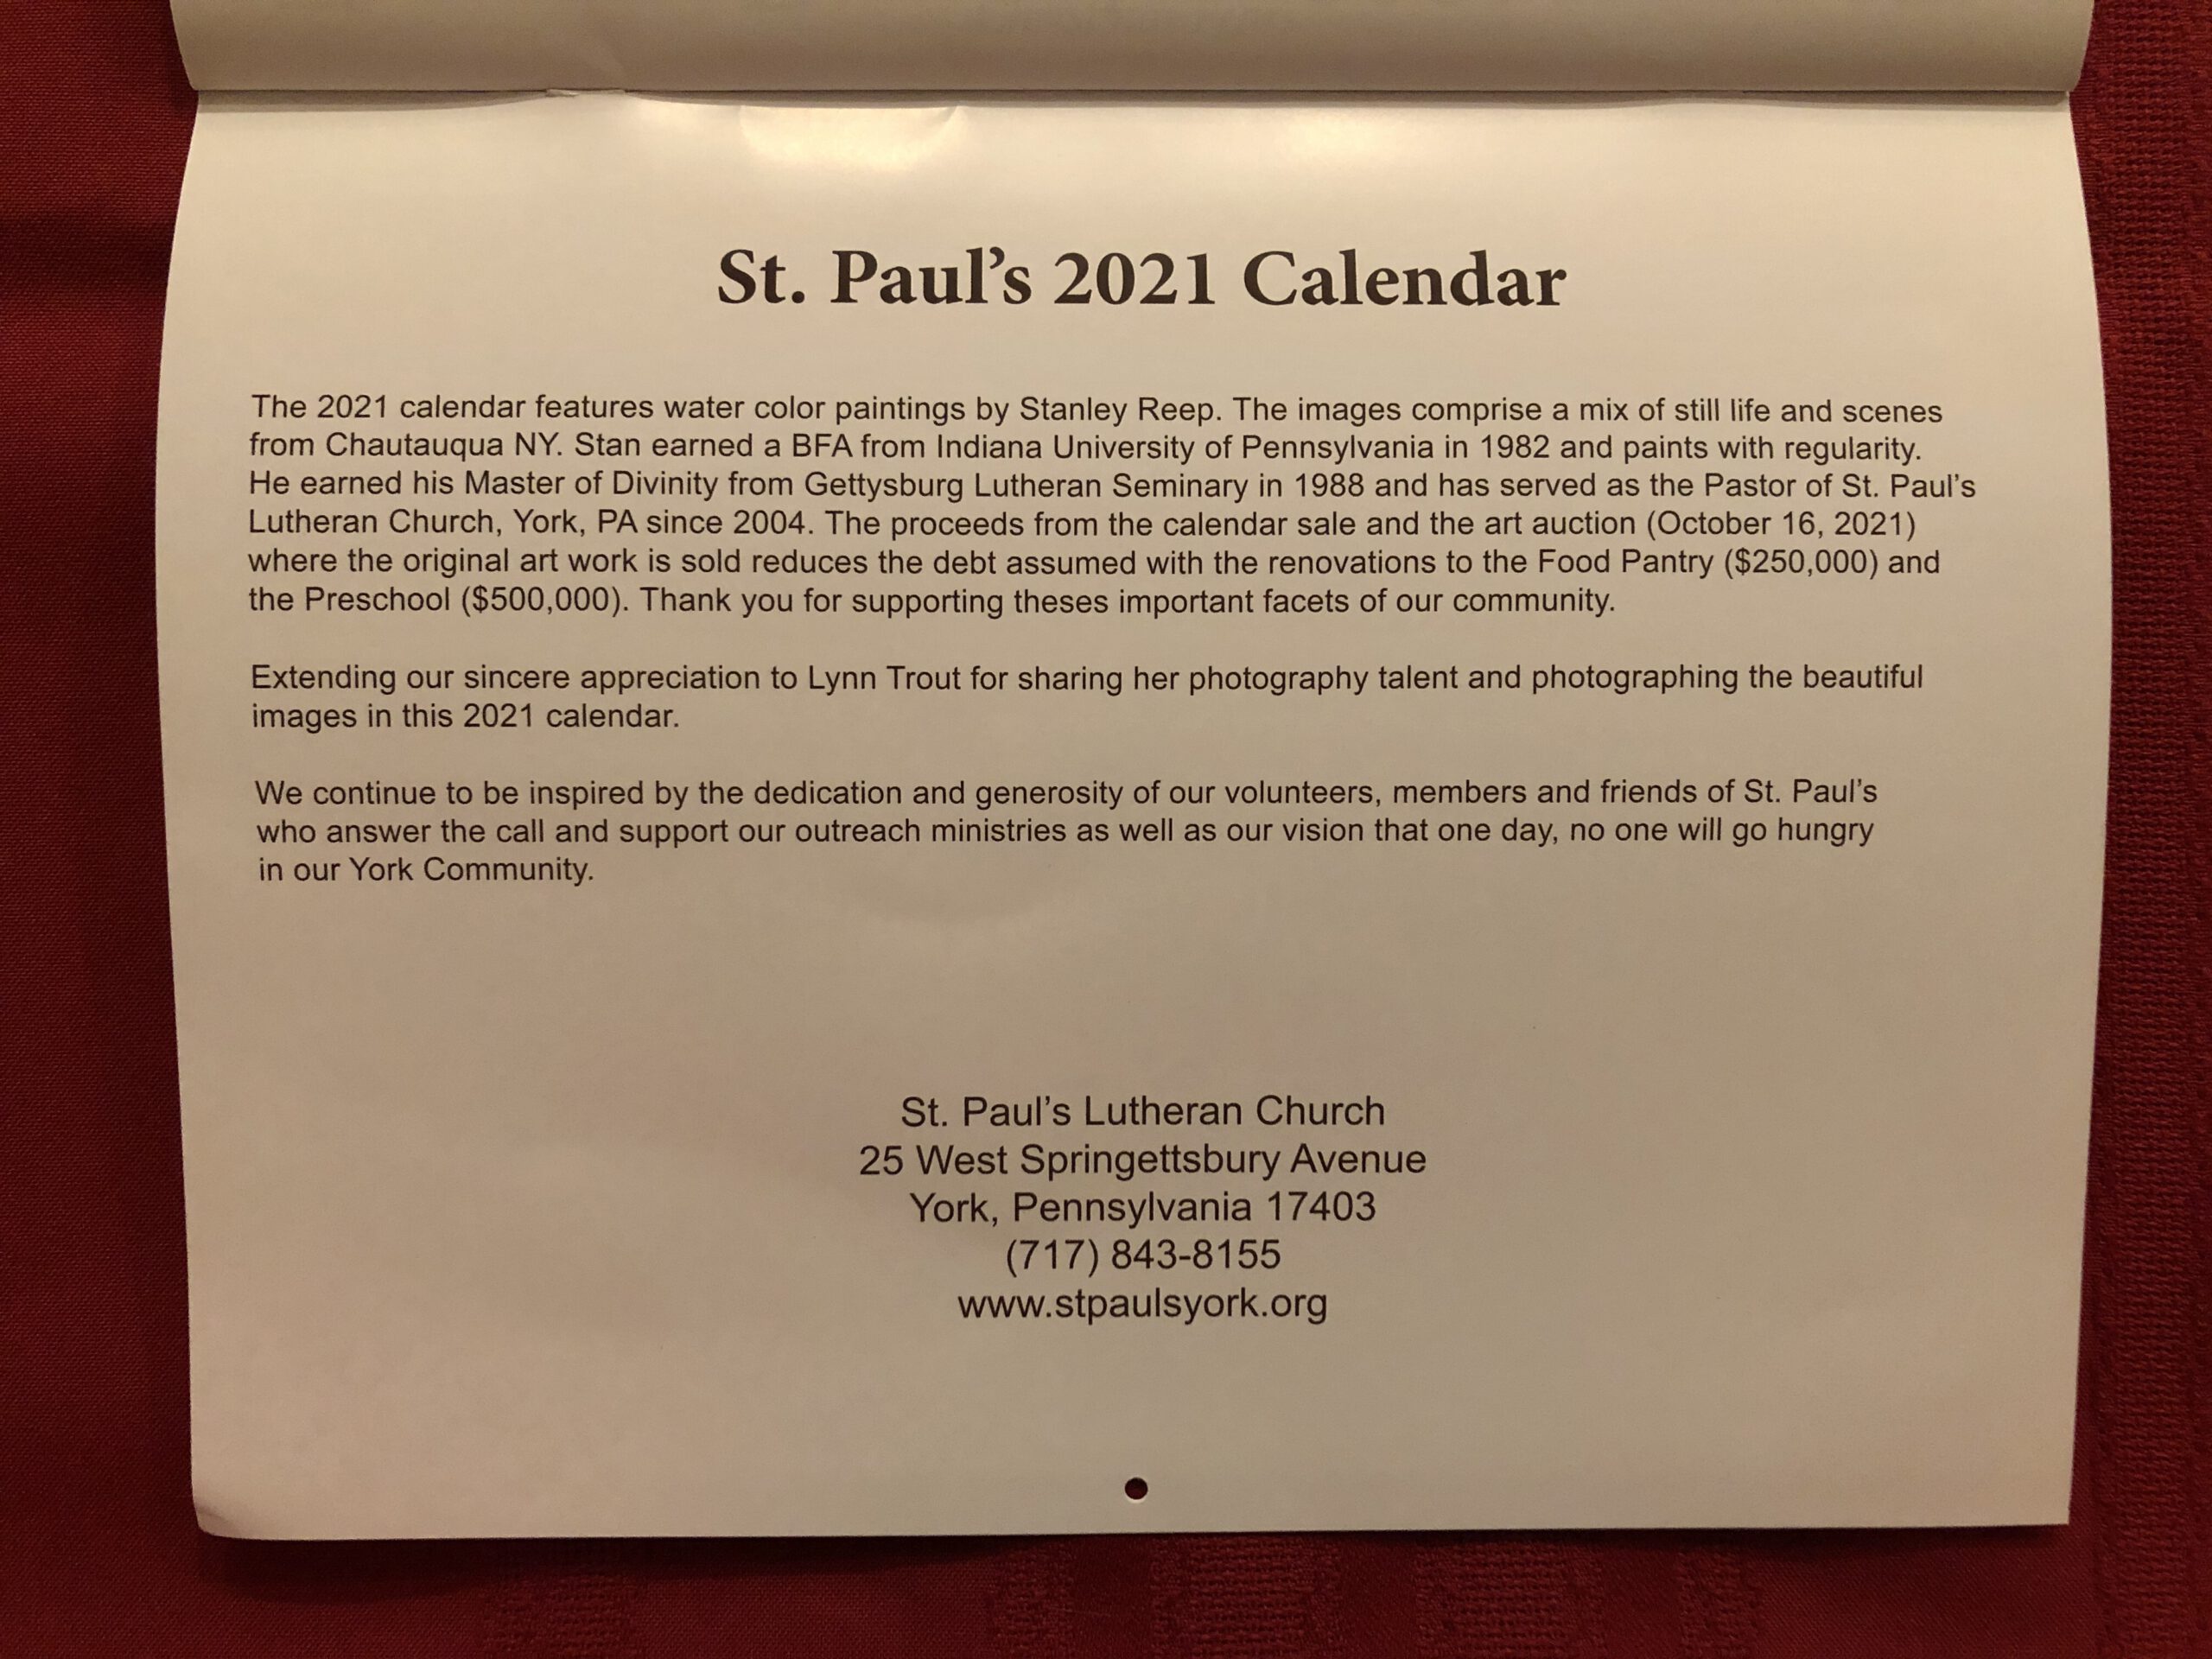 St. Paul’s 2021 Calendar
The 2021 calendar features water color paintings by Stanley Reep. The images comprise a mix of still life and scenes
from Chautauqua NY. Stan earned a BFA from Indiana University of Pennsylvania in 1982 and paints with regularity.
He earned his Master of Divinity from Gettysburg Lutheran Seminary in 1988 and has served as the Pastor of St. Paul’s
Lutheran Church, York, PA since 2004. The proceeds from the calendar sale and the art auction (October 16, 2021)
where the original art work is sold reduces the debt assumed with the renovations to the Food Pantry ($250,000) and
the Preschool ($500,000). Thank you for supporting theses important facets of our community.
Extending our sincere appreciation to Lynn Trout for sharing her photography talent and photographing the beautiful
images in this 2021 calendar.
We continue to be inspired by the dedication and generosity of our volunteers, members and friends of St. Paul’s
who answer the call and support our outreach ministries as well as our vision that one day, no one will go hungry
in our York Community.
St. Paul’s Lutheran Church
25 West Springettsbury Avenue
York, Pennsylvania 17403
(717) 843-8155
www.stpaulsyork.org